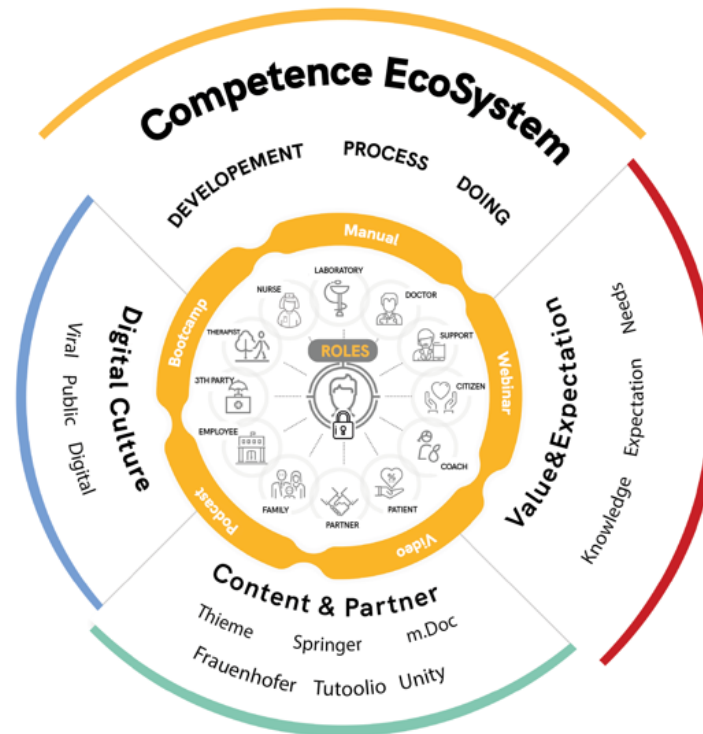 Competence EcoSystem
DEVELOPEMENT PROCESS DOING
Manual
Webinar
Video
Podcast
Bootcamp
ROLES
LABORATORY
DOCTOR
SUPPORT
CITIZEN
COACH
PATIENT
PARTNER
FAMILY
EMPLOYEE
3TH PARTY
THERAPIST
NURSE
Value&Expectation
Needs
Expectation
Knowledge
Content & Partner
Thieme Springer m.Doc
Frauenhofer Tutoolio Unity
Digital Culture
Viral Public Digital